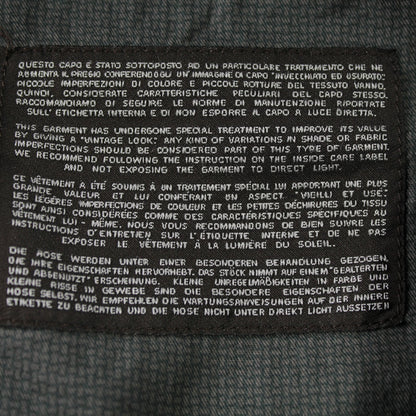 QUESTO CAPO È STATO SOTTOPOSTO AD UN PARTICOLARE TRATTAMENTO CHE NE
AUMENTA IL PREGIO CONFERENDOGLI UN'IMMAGINE DI CAPO "INVECCHIATO ED USURATO".
PICCOLE IMPERFEZIONI DI COLORE E PICCOLE ROTTURE DEL TESSUTO VANNO,
QUINDI, CONSIDERATE CARATTERISTICHE PECULIARI DEL CAPO STESSO.
RACCOMANDIAMO DI SEGUIRE LE NORME DI MANUTENZIONE RIPORTATE
SULL' ETICHETTA INTERNA E DI NON ESPORRE IL CAPO A LUCE DIRETTA.
THIS GARMENT HAS UNDERGONE SPECIAL TREATMENT TO IMPROVE ITS VALUE
BY GIVING A "VINTAGE LOOK". ANY KIND OF VARIATIONS IN SHADE OR FABRIC
IMPERFECTIONS SHOULD BE CONSIDERED PART OF THIS TYPE OF GARMENT.
WE RECOMMEND FOLLOWING THE INSTRUCTION ON THE INSIDE CARE LABEL
AND NOT EXPOSING THE GARMENT TO DIRECT LIGHT.
CE VÊTEMENT A ÉTÉ SOUMIS À UN TRAITEMENT SPÉCIAL LUI APPORTANT UNE PLUS
GRANDE VALEUR ET LUI CONFERANT UN ASPECT. "VIEILLI ET USÉ".
LES LÉGÈRES IMPERFECTIONS DE COULEUR ET LES PETITES DÉCHIRURES DU TISSU
SONT AINSI CONSIDÉRÉES COMME DES CARACTÉRISTIQUES SPECIFIQUES AU
VÊTEMENT LUI - MÊME. NOUS VOUS RECOMMANDONS DE BIEN SUIVRE LES
INSTRUCTIONS D'ENTRETIEN SUR L'ÉTIQUETTE INTERNE ET DE NE PAS
EXPOSER LE VÊTEMENT À LA LUMIÈRE DU SOLEIL.
DIE HOSE WERDEN UNTER EINER BESONDEREN BEHANDLUNG GEZOGEN,
DIE IHRE EIGENSCHAFTEN HERVORHEBT. DAS STÜCK NIMMT AUF EINEM "GEALTERTEN
UND ABGENUTZT" ERSCHEINUNG. KLEINE UNREGELMÄßIGKEITEN IN FARBE UND
KLEINE RISSE IN GEWEBE SIND DIE BESONDERE EIGENSCHAFTEN DER
HOSE SELBST. WIR EMPFEHLEN DIE WARTUNGSANWEISUNGEN AUF DER INNERE
ETIKETTE ZU BEACHTEN UND DIE HOSE NICHT UNTER DIREKT LICHT AUSSETZEN